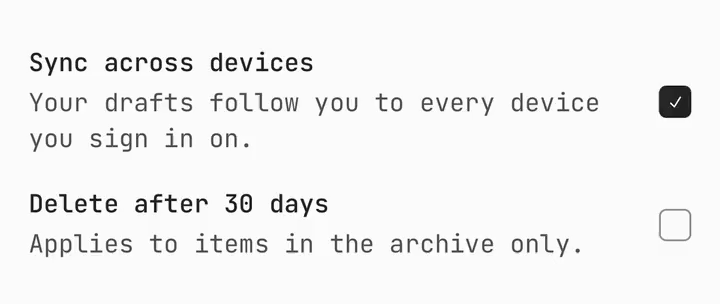 Sync across devices
Your drafts follow you to every device
you sign in on.
Delete after 30 days
Applies to items in the archive only.